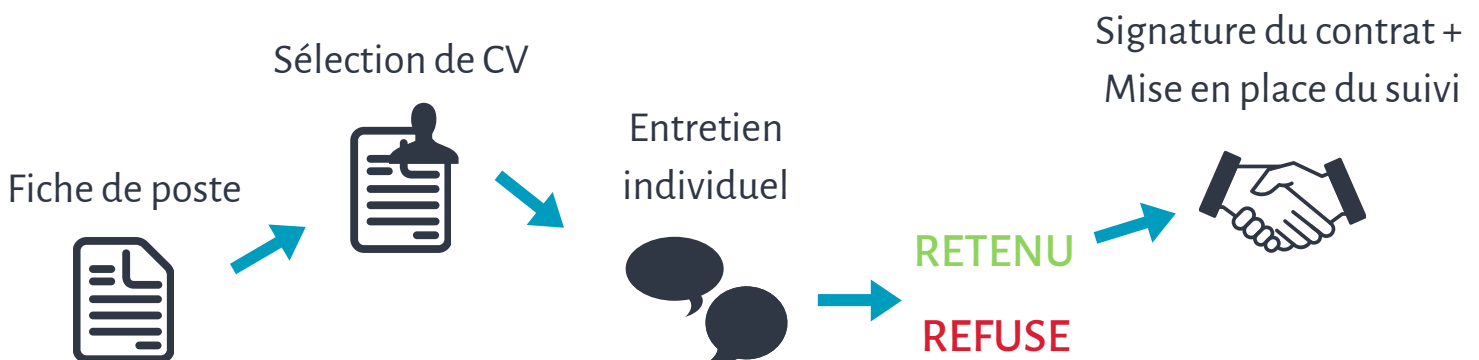 Fiche de poste
Sélection de CV
Entretien
individuel
RETENU
REFUSE
Signature du contrat +
Mise en place du suivi